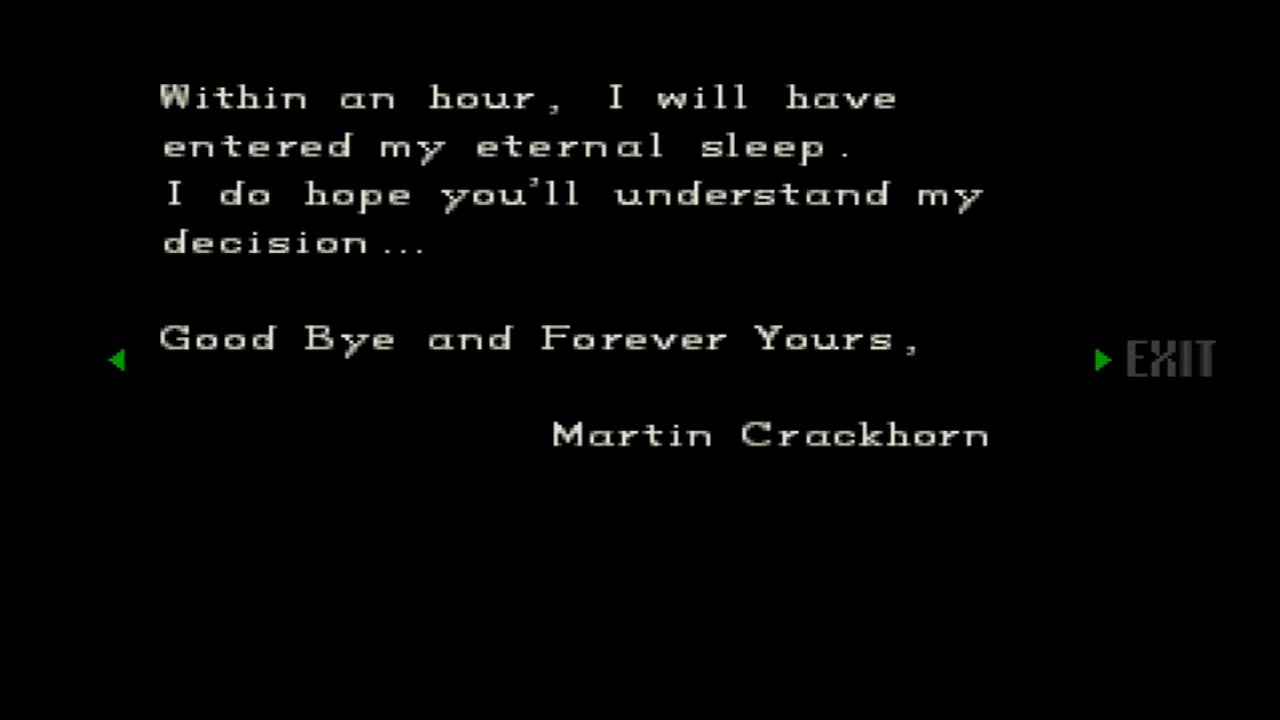 Within an hour, I will have
entered my eternal sleep.
I do hope you'll understand my
decision...
Good Bye and Forever Yours,
EXIT
Martin Crackhorn